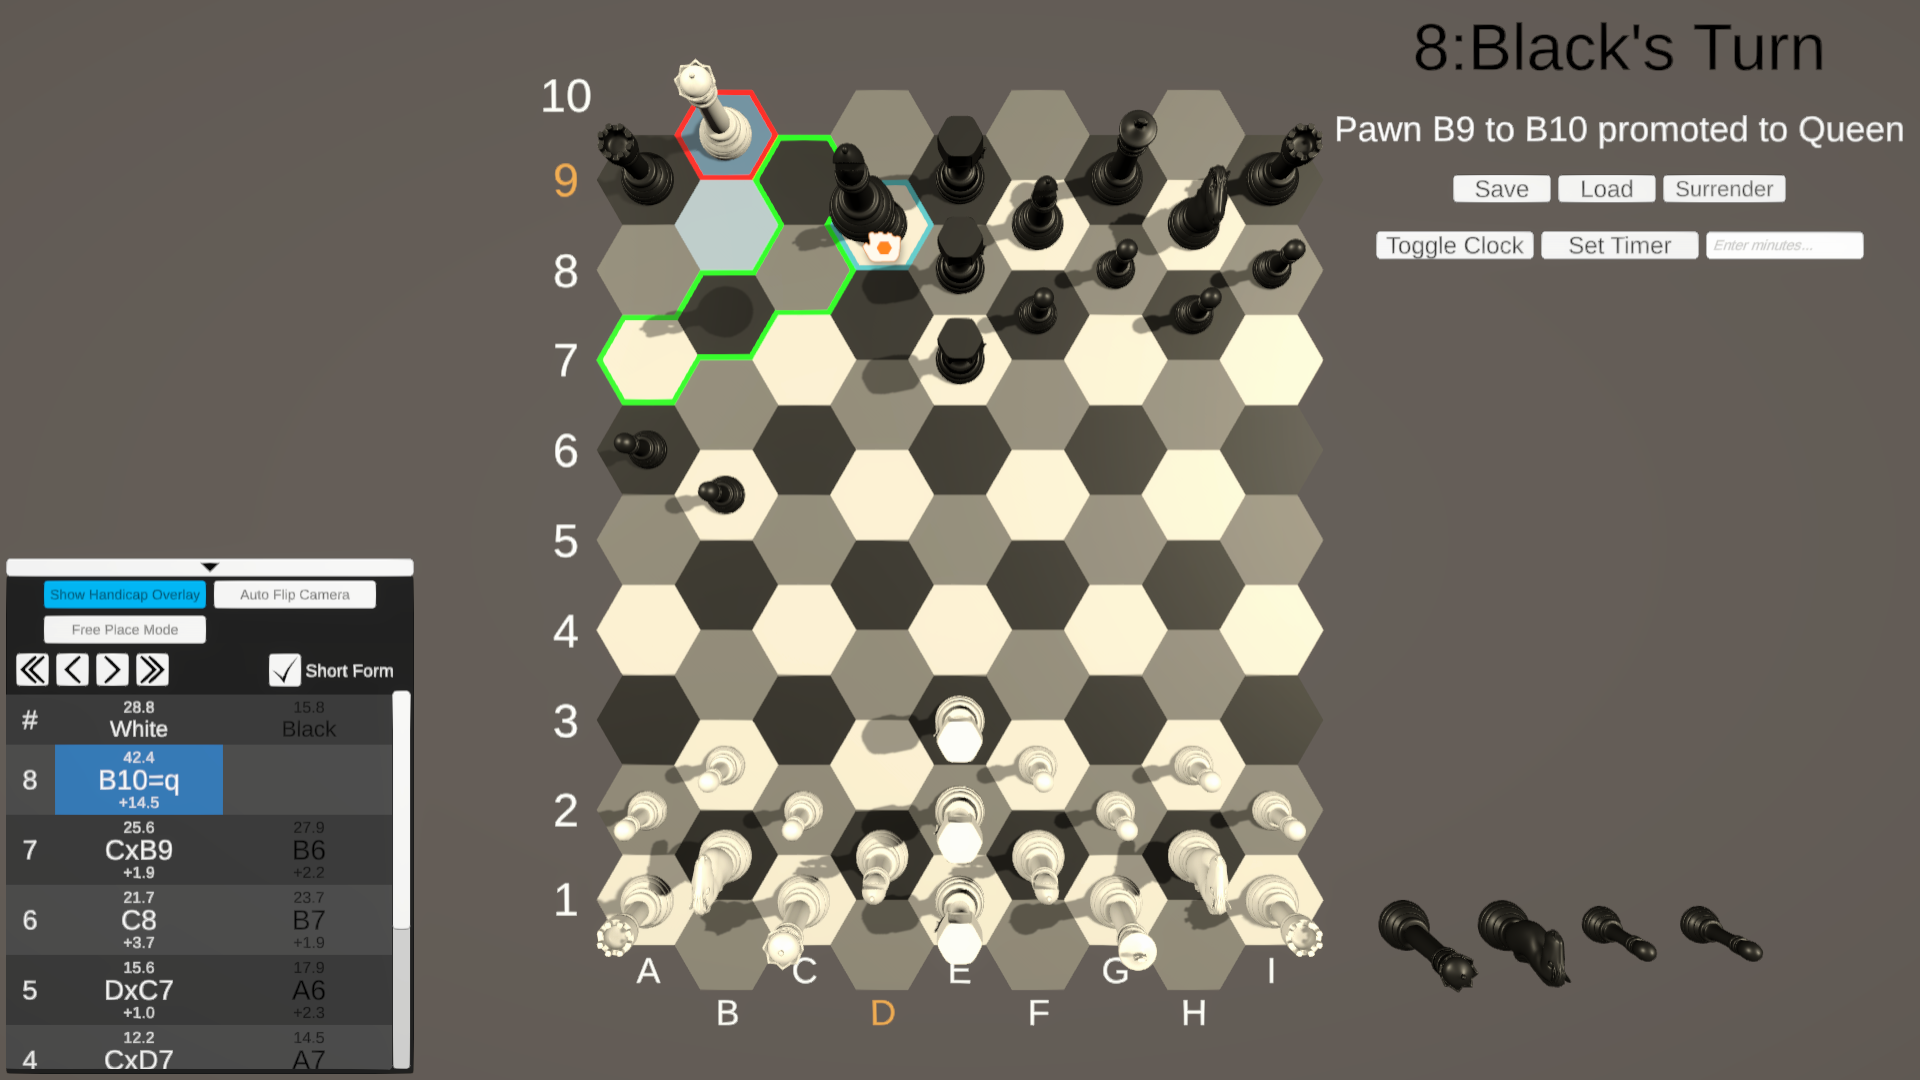 8:Black's Turn
Pawn B9 to B10 promoted to Queen
Save Load Surrender
Toggle Clock Set Timer Enter minutes...
10
9
8
7
6
5
4
3
2
1
A C E G I
B D F H
Show Handicap Overlay Auto Flip Camera
Free Place Mode
Short Form
28.8 15.8
# White Black
42.4
8 B10=q
+14.5
25.6 27.9
7 CxB9 B6
+1.9 +2.2
21.7 23.7
6 C8 B7
+3.7 +1.9
15.6 17.9
5 DxC7 A6
+1.0 +2.3
12.2 14.5
4 CxD7 A7